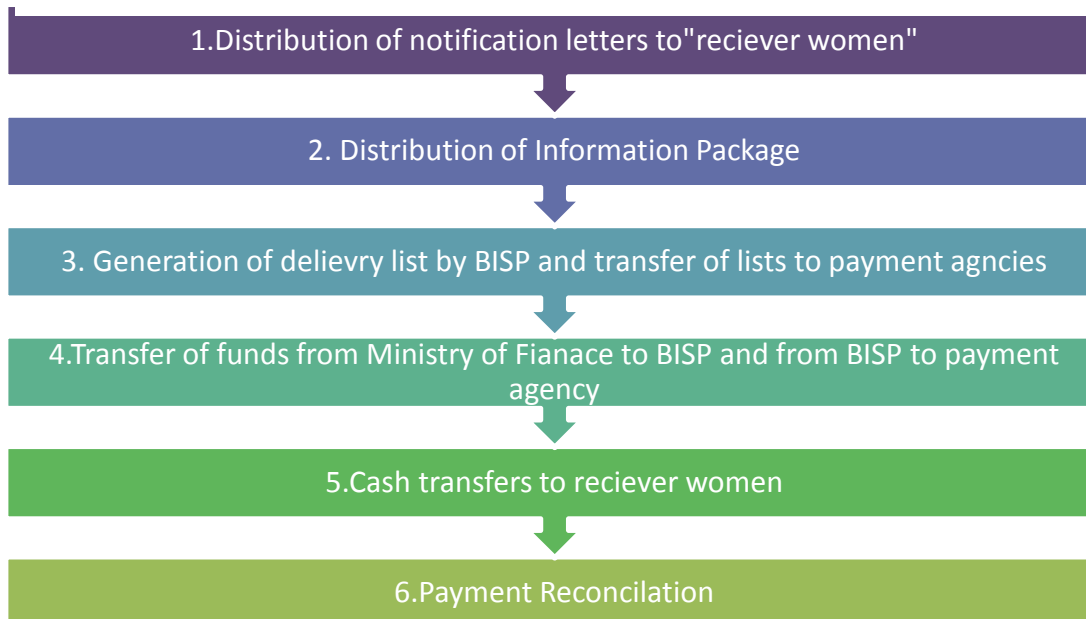 1.Distribution of notification letters to"reciever women"
2. Distribution of Information Package
3. Generation of delievry list by BISP and transfer of lists to payment agncies
4.Transfer of funds from Ministry of Fianace to BISP and from BISP to payment
agency
5.Cash transfers to reciever women
6.Payment Reconcilation